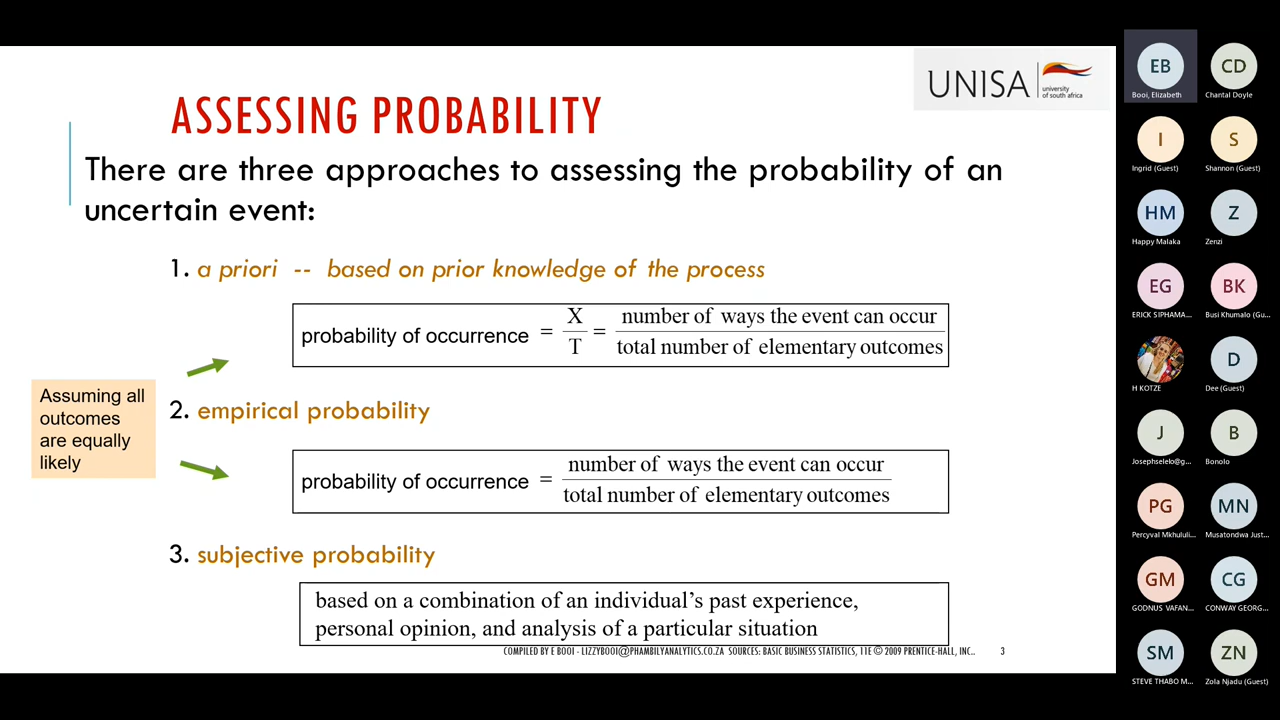 UNISA
university
of south africa
ASSESSING PROBABILITY
There are three approaches to assessing the probability of an
uncertain event:
1. a priori -- based on prior knowledge of the process
probability of occurrence = X/T = number of ways the event can occur / total number of elementary outcomes
Assuming all
outcomes
are equally
likely
2. empirical probability
probability of occurrence = number of ways the event can occur / total number of elementary outcomes
3. subjective probability
based on a combination of an individual's past experience,
personal opinion, and analysis of a particular situation
COMPILED BY E BOOI - LIZZYBOOI@PHAMBILYANALYTICS.CO.ZA SOURCES: BASIC BUSINESS STATISTICS, 11E © 2009 PRENTICE-HALL, INC.. 3
EB CD
Booi, Elizabeth Chantal Doyle
I S
Ingrid (Guest) Shannon (Guest)
HM Z
Happy Malaka Zenzi
EG BK
ERICK SIPHAMA... Busi Khumalo (Gu...
D
H KOTZE Dee (Guest)
J B
Josephselelo@g... Bonolo
PG MN
Percyval Mkhululi... Musatondwa Just...
GM CG
GODNUS VAFAN... CONWAY GEORG...
SM ZN
STEVE THABO M... Zola Njadu (Guest)